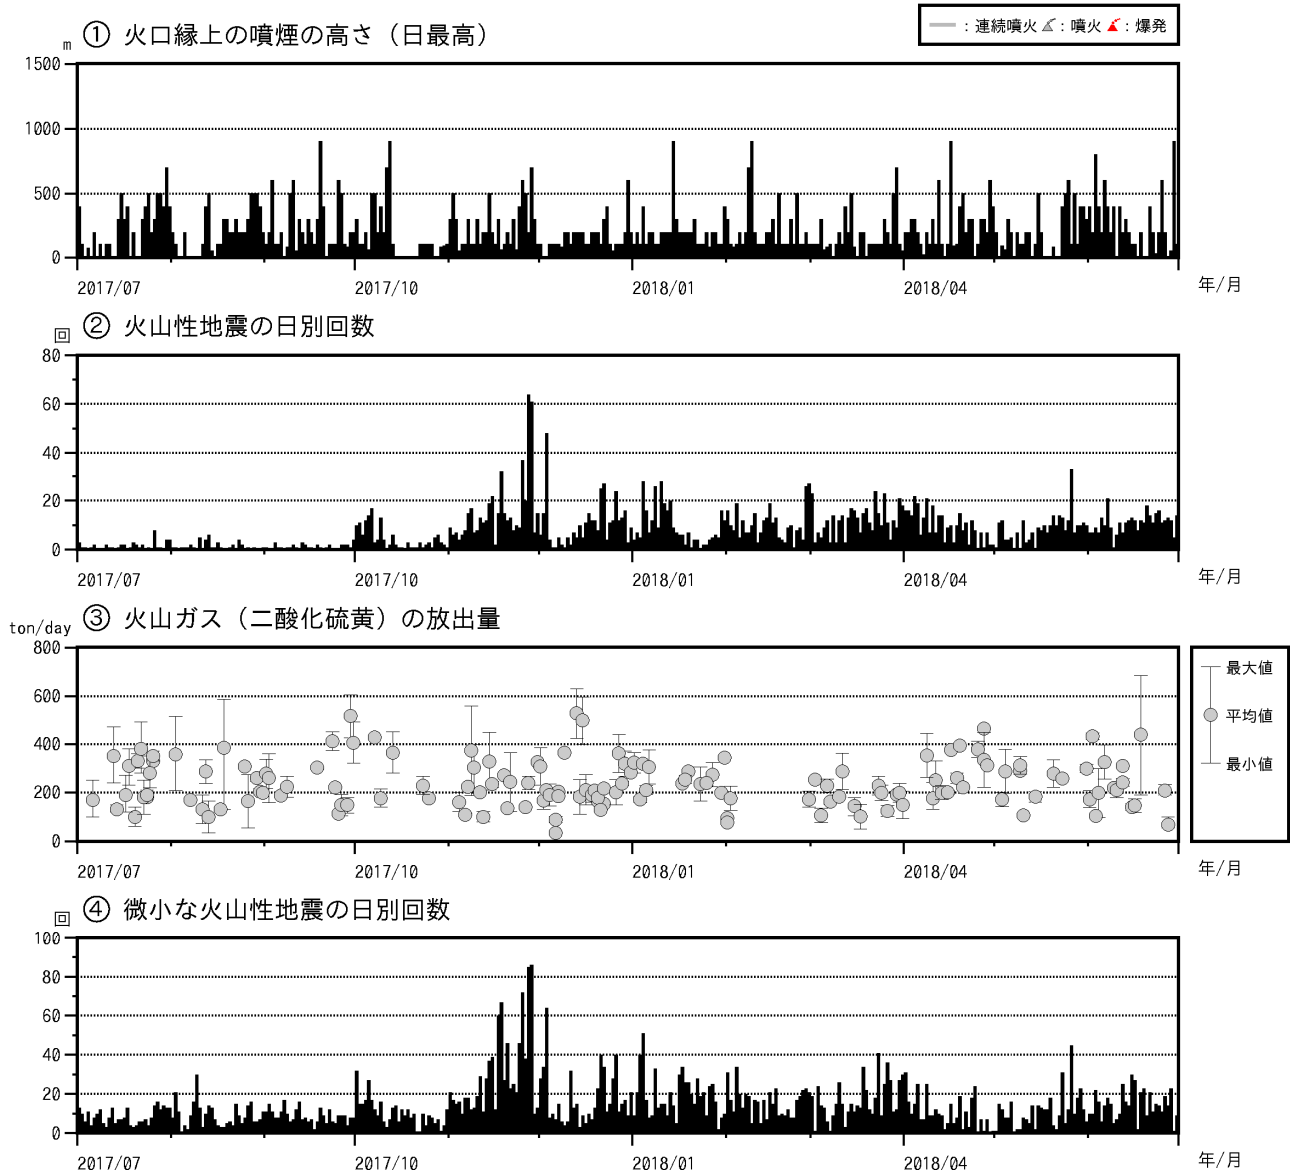 ① 火口縁上の噴煙の高さ（日最高）
：連続噴火 ：噴火 ：爆発
m
1500
1000
500
0
2017/07 2017/10 2018/01 2018/04 年/月
② 火山性地震の日別回数
回
80
60
40
20
0
2017/07 2017/10 2018/01 2018/04 年/月
③ 火山ガス（二酸化硫黄）の放出量
ton/day
800
600
400
200
0
最大値
平均値
最小値
2017/07 2017/10 2018/01 2018/04 年/月
④ 微小な火山性地震の日別回数
回
100
80
60
40
20
0
2017/07 2017/10 2018/01 2018/04 年/月